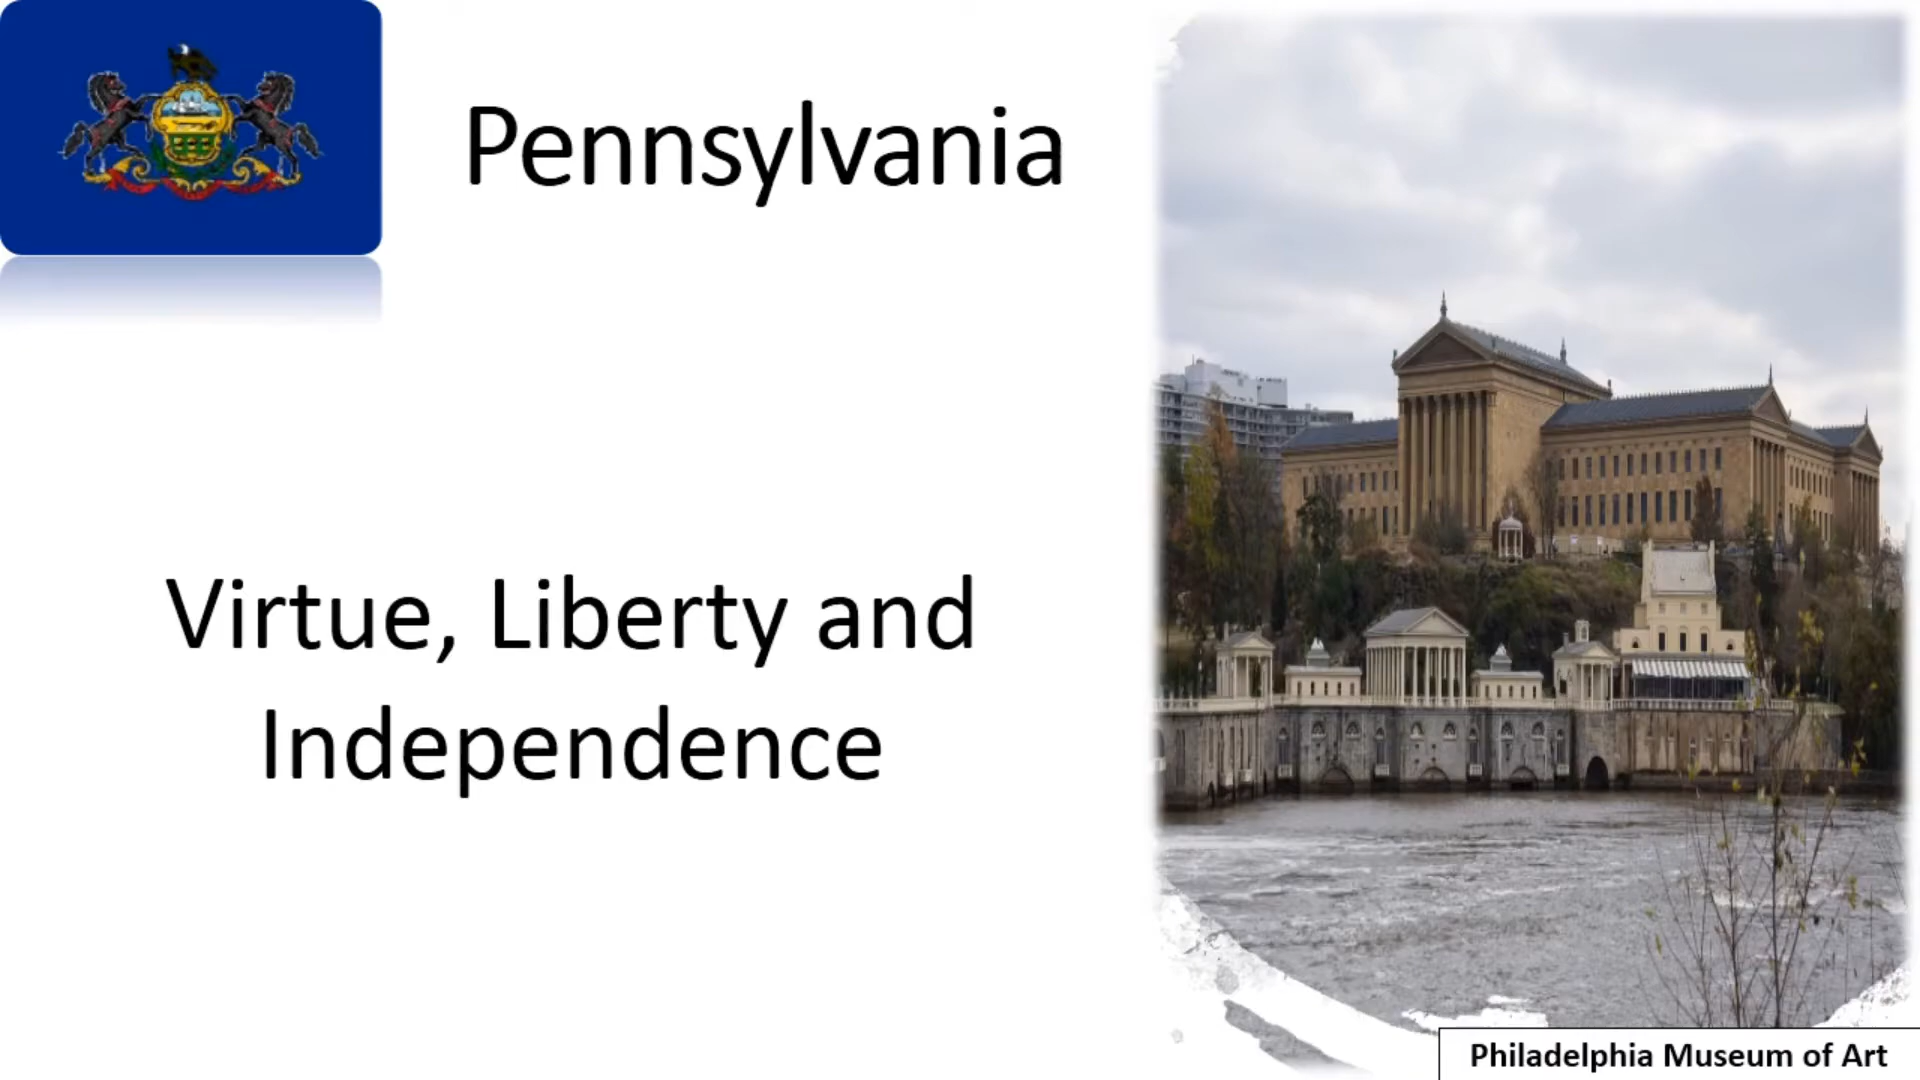 Pennsylvania
Virtue, Liberty and
Independence
Philadelphia Museum of Art